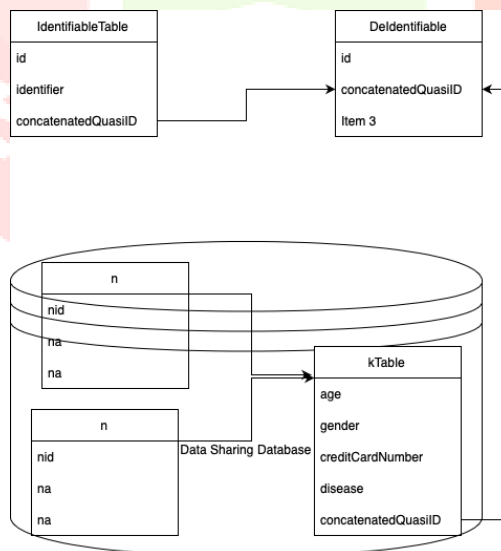 IdentifiableTable
id
identifier
concatenatedQuasiID
DeIdentifiable
id
concatenatedQuasiID
Item 3
n
nid
na
na
n
nid
na
na
Data Sharing Database
kTable
age
gender
creditCardNumber
disease
concatenatedQuasiID